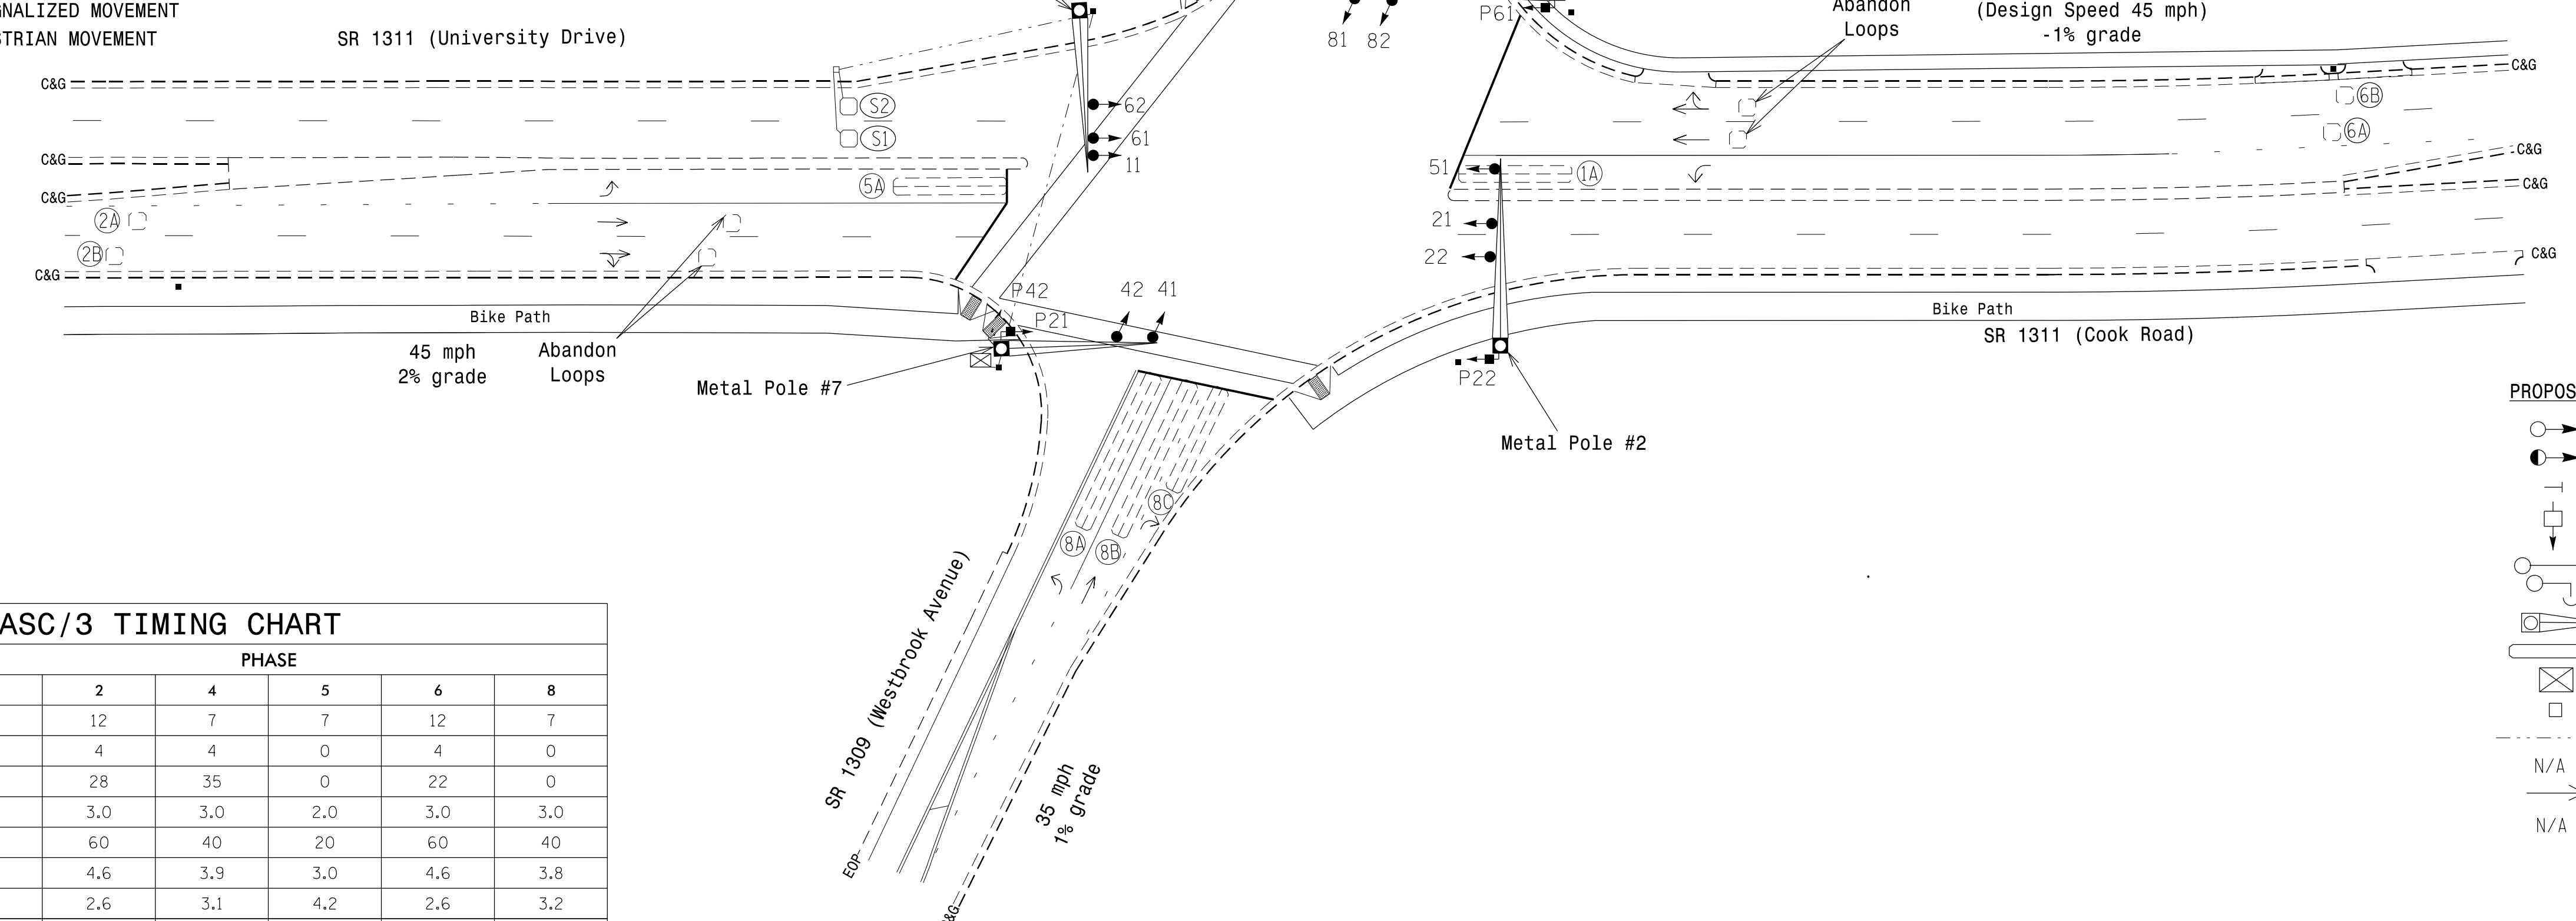 GNALIZED MOVEMENT
STRIAN MOVEMENT
SR 1311 (University Drive)
81
82
P61
Abandon
Loops
(Design Speed 45 mph)
-1% grade
C&G
C&G
S2
S1
62
61
11
6B
6A
C&G
C&G
5A
51
1A
C&G
C&G
2A
2B
21
22
C&G
C&G
P42
P21
42
41
Bike Path
Bike Path
SR 1311 (Cook Road)
45 mph
2% grade
Abandon
Loops
Metal Pole #7
P22
Metal Pole #2
PROPOS
8C
8A
8B
SR 1309 (Westbrook Avenue)
35 mph
1% grade
EOP
&G
N/A
N/A
ASC/3 TIMING CHART
PHASE
2 4 5 6 8
12 7 7 12 7
4 4 0 4 0
28 35 0 22 0
3.0 3.0 2.0 3.0 3.0
60 40 20 60 40
4.6 3.9 3.0 4.6 3.8
2.6 3.1 4.2 2.6 3.2